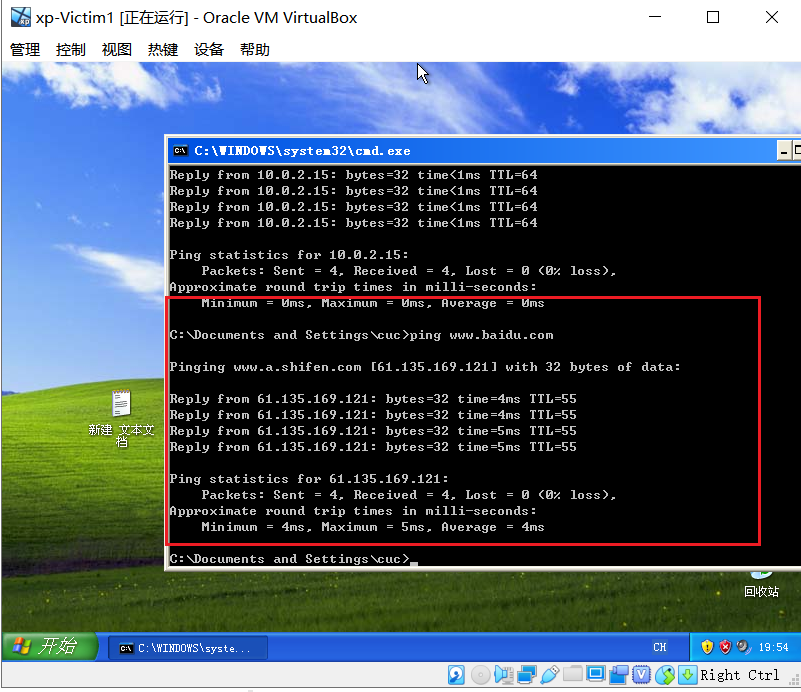 xp-Victim1 [正在运行] - Oracle VM VirtualBox
管理 控制 视图 热键 设备 帮助
C:\WINDOWS\system32\cmd.exe
Reply from 10.0.2.15: bytes=32 time<1ms TTL=64
Reply from 10.0.2.15: bytes=32 time<1ms TTL=64
Reply from 10.0.2.15: bytes=32 time<1ms TTL=64
Reply from 10.0.2.15: bytes=32 time<1ms TTL=64
Ping statistics for 10.0.2.15:
Packets: Sent = 4, Received = 4, Lost = 0 (0% loss),
Approximate round trip times in milli-seconds:
Minimum = 0ms, Maximum = 0ms, Average = 0ms
C:\Documents and Settings\cuc>ping www.baidu.com
Pinging www.a.shifen.com [61.135.169.121] with 32 bytes of data:
Reply from 61.135.169.121: bytes=32 time=4ms TTL=55
Reply from 61.135.169.121: bytes=32 time=4ms TTL=55
Reply from 61.135.169.121: bytes=32 time=5ms TTL=55
Reply from 61.135.169.121: bytes=32 time=5ms TTL=55
Ping statistics for 61.135.169.121:
Packets: Sent = 4, Received = 4, Lost = 0 (0% loss),
Approximate round trip times in milli-seconds:
Minimum = 4ms, Maximum = 5ms, Average = 4ms
C:\Documents and Settings\cuc>
新建 文本文
档
回收站
开始 C:\WINDOWS\syste... CH 19:54
Right Ctrl